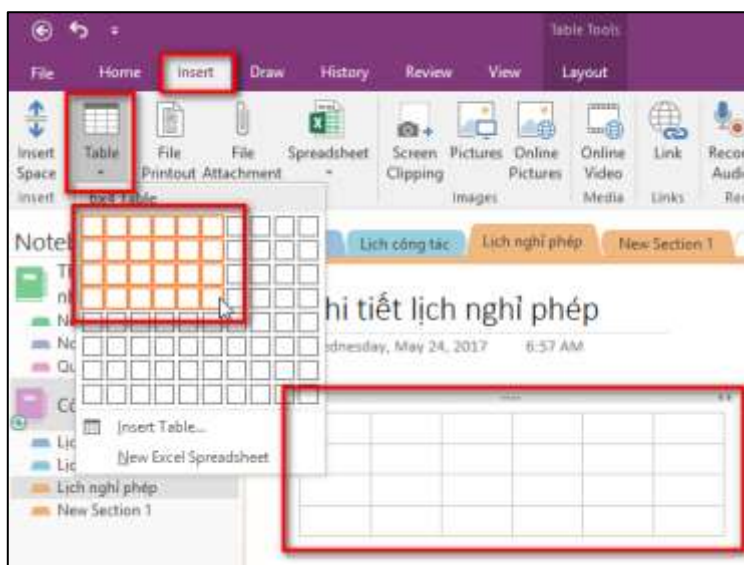 Table Tools
File Home Insert Draw History Review View Layout
Insert Space
Table
File Printout
File Attachment
Spreadsheet
Screen Clipping
Pictures
Online Pictures
Online Video
Link
Insert
Images
Media
Links
6x4 Table
Lịch công tác
Lịch nghỉ phép
New Section 1
hi tiết lịch nghỉ phép
May 24, 2017 6:57 AM
Insert Table...
New Excel Spreadsheet
Lịch nghỉ phép
New Section 1